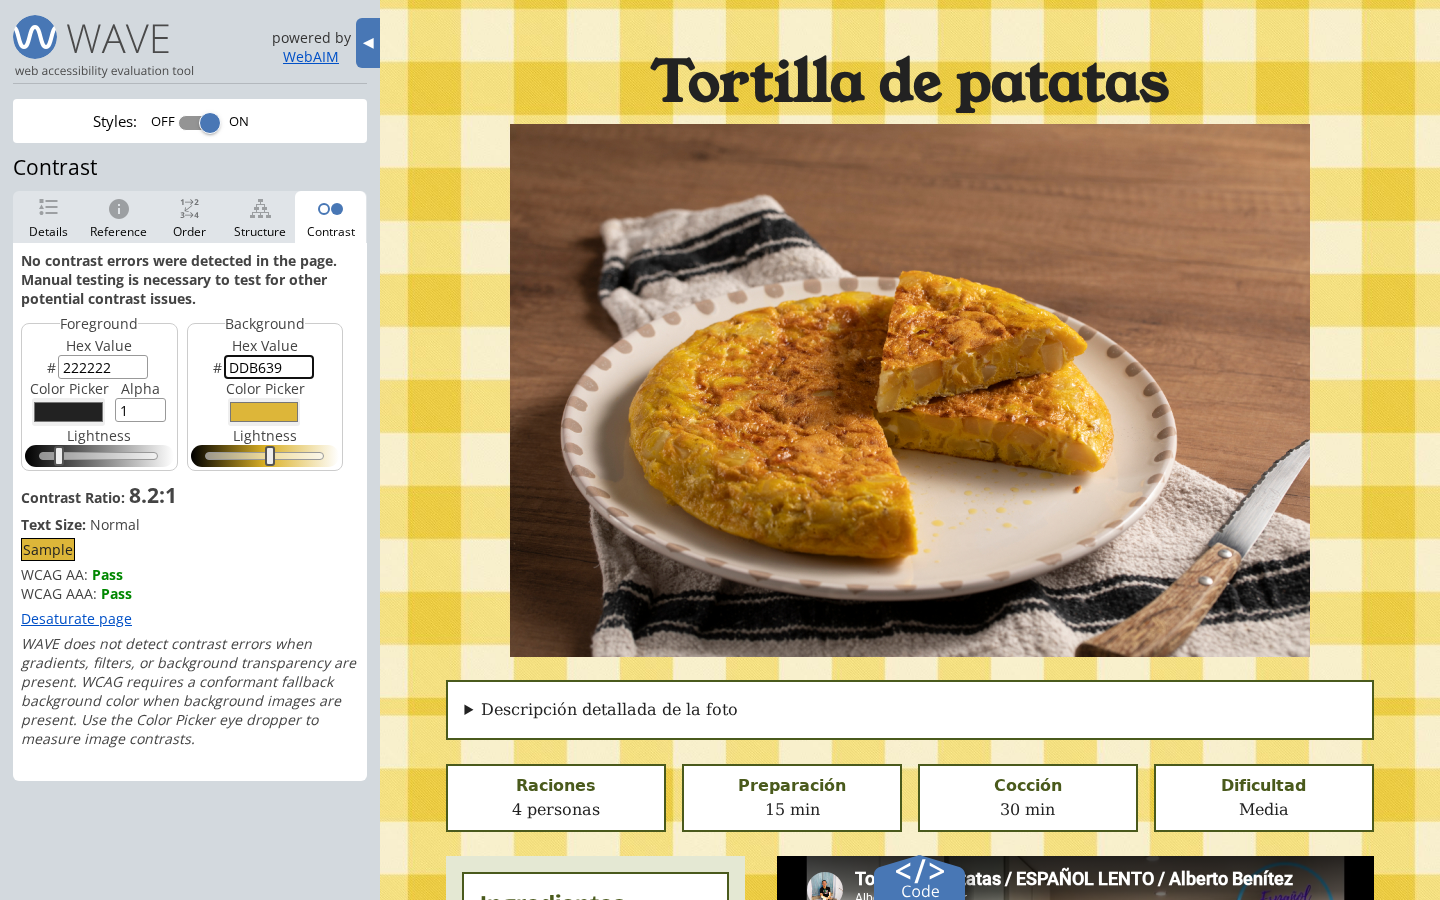 WAVE
web accessibility evaluation tool
powered by
WebAIM
Styles: OFF ON
Contrast
Details Reference Order Structure Contrast
No contrast errors were detected in the page.
Manual testing is necessary to test for other
potential contrast issues.
Foreground
Hex Value
# 222222
Color Picker Alpha
1
Lightness
Background
Hex Value
# DDB639
Color Picker
Lightness
Contrast Ratio: 8.2:1
Text Size: Normal
Sample
WCAG AA: Pass
WCAG AAA: Pass
Desaturate page
WAVE does not detect contrast errors when
gradients, filters, or background transparency are
present. WCAG requires a conformant fallback
background color when background images are
present. Use the Color Picker eye dropper to
measure image contrasts.
Tortilla de patatas
▶ Descripción detallada de la foto
Raciones
4 personas
Preparación
15 min
Cocción
30 min
Dificultad
Media
Ingredientes
atas / ESPAÑOL LENTO / Alberto Benítez
Español
</>
Code